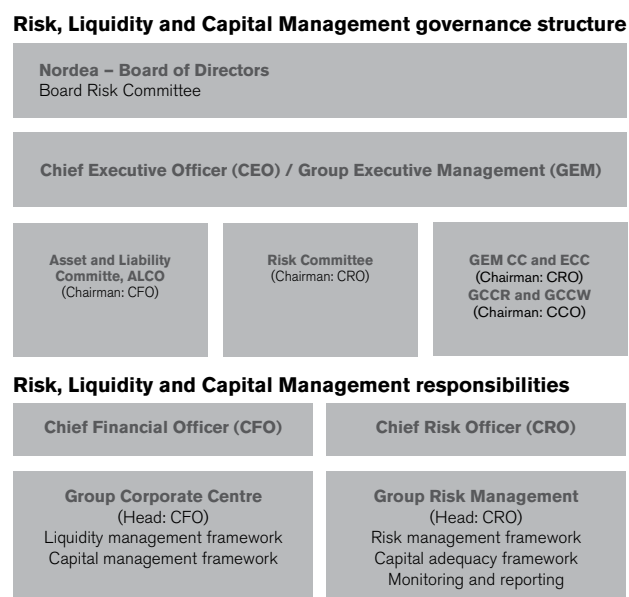 Risk, Liquidity and Capital Management governance structure
Nordea – Board of Directors
Board Risk Committee
Chief Executive Officer (CEO) / Group Executive Management (GEM)
Asset and Liability
Committe, ALCO
(Chairman: CFO)
Risk Committee
(Chairman: CRO)
GEM CC and ECC
(Chairman: CRO)
GCCR and GCCW
(Chairman: CCO)
Risk, Liquidity and Capital Management responsibilities
Chief Financial Officer (CFO)
Chief Risk Officer (CRO)
Group Corporate Centre
(Head: CFO)
Liquidity management framework
Capital management framework
Group Risk Management
(Head: CRO)
Risk management framework
Capital adequacy framework
Monitoring and reporting